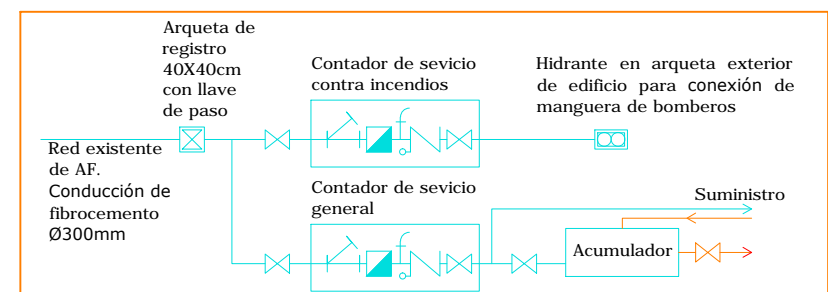 Arqueta de
registro
40X40cm
con llave
de paso
Contador de sevicio
contra incendios
Hidrante en arqueta exterior
de edificio para conexión de
manguera de bomberos
Red existente
de AF.
Conducción de
fibrocemento
Ø300mm
Contador de sevicio
general
Suministro
Acumulador